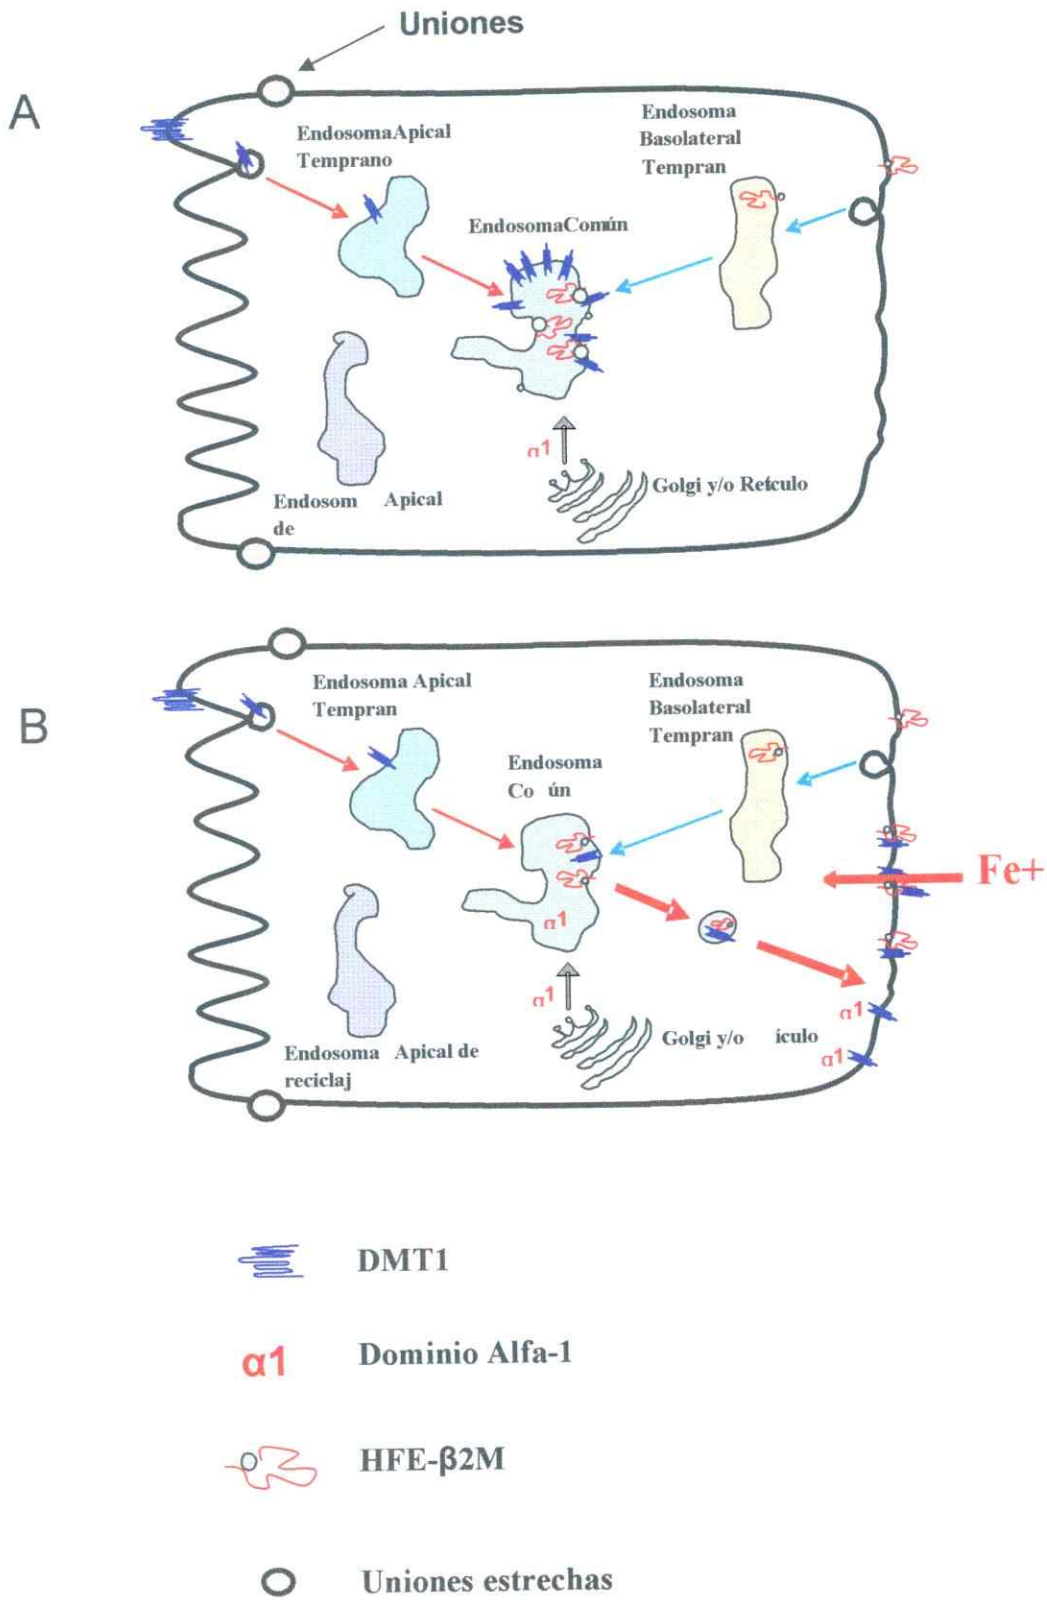 Uniones
A
EndosomaApical
Temprano
Endosoma
Basolateral
Tempran
EndosomaComún
α1
Golgi y/o Retículo
Endosom Apical
de
B
Endosoma Apical
Tempran
Endosoma
Basolateral
Tempran
Endosoma
Co ún
Fe+
α1
α1
α1
α1
Golgi y/o ículo
Endosoma Apical de
reciclaj
DMT1
α1 Dominio Alfa-1
HFE-β2M
Uniones estrechas